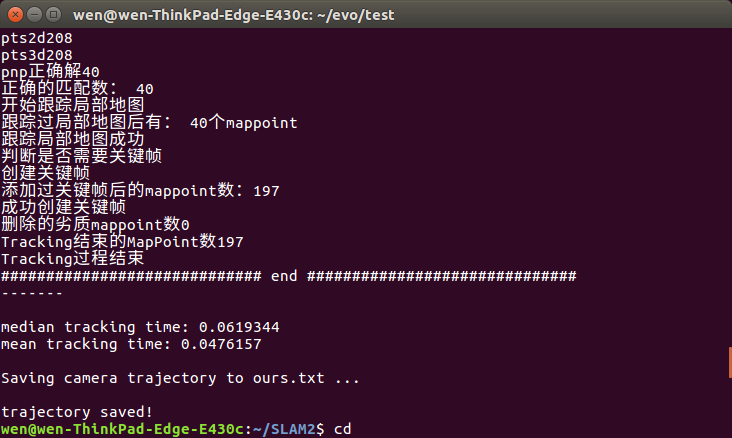 wen@wen-ThinkPad-Edge-E430c: ~/evo/test
pts2d208
pts3d208
pnp正确解40
正确的匹配数： 40
开始跟踪局部地图
跟踪过局部地图后有： 40个mappoint
跟踪局部地图成功
判断是否需要关键帧
创建关键帧
添加过关键帧后的mappoint数：197
成功创建关键帧
删除的劣质mappoint数0
Tracking结束的MapPoint数197
Tracking过程结束
############################# end ##############################
-------
median tracking time: 0.0619344
mean tracking time: 0.0476157
Saving camera trajectory to ours.txt ...
trajectory saved!
wen@wen-ThinkPad-Edge-E430c:~/SLAM2$ cd